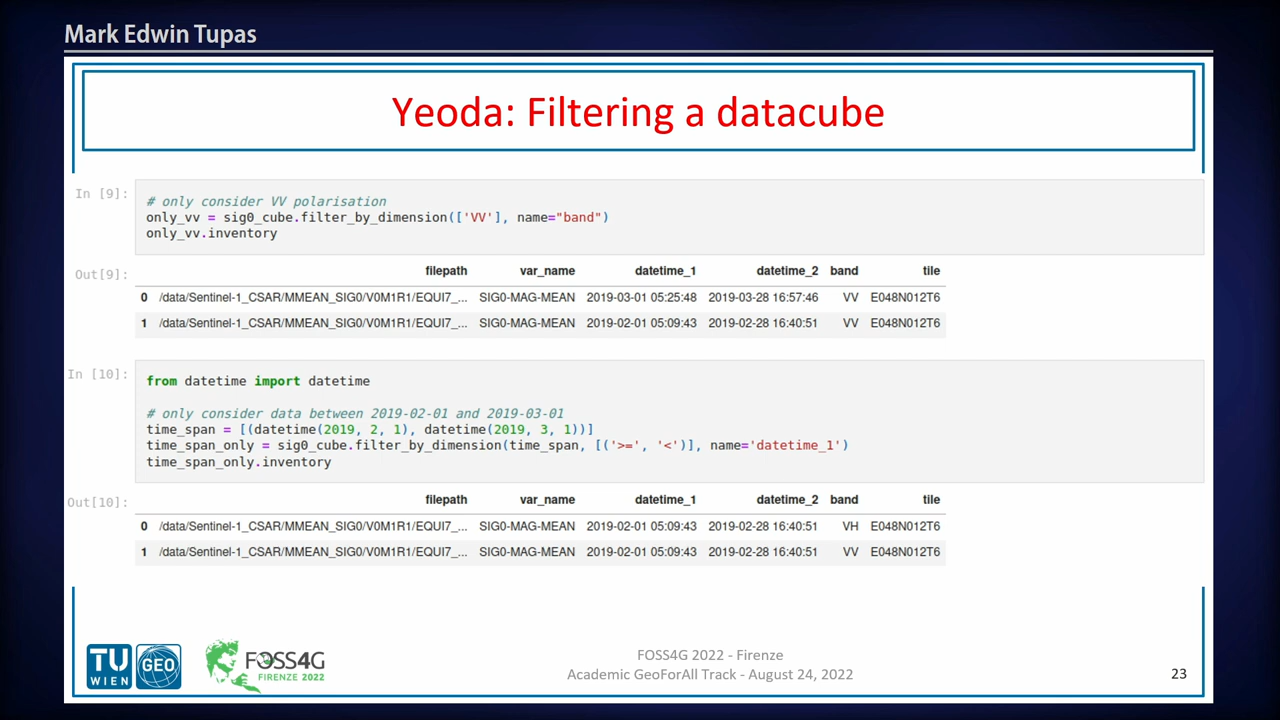 Mark Edwin Tupas
Yeoda: Filtering a datacube
In [9]:
# only consider VV polarisation
only_vv = sig0_cube.filter_by_dimension(['VV'], name="band")
only_vv.inventory
Out[9]:
filepath var_name datetime_1 datetime_2 band tile
0 /data/Sentinel-1_CSAR/MMEAN_SIG0/V0M1R1/EQUI7_... SIG0-MAG-MEAN 2019-03-01 05:25:48 2019-03-28 16:57:46 VV E048N012T6
1 /data/Sentinel-1_CSAR/MMEAN_SIG0/V0M1R1/EQUI7_... SIG0-MAG-MEAN 2019-02-01 05:09:43 2019-02-28 16:40:51 VV E048N012T6
In [10]:
from datetime import datetime
# only consider data between 2019-02-01 and 2019-03-01
time_span = [(datetime(2019, 2, 1), datetime(2019, 3, 1))]
time_span_only = sig0_cube.filter_by_dimension(time_span, [('>=', '<')], name='datetime_1')
time_span_only.inventory
Out[10]:
filepath var_name datetime_1 datetime_2 band tile
0 /data/Sentinel-1_CSAR/MMEAN_SIG0/V0M1R1/EQUI7_... SIG0-MAG-MEAN 2019-02-01 05:09:43 2019-02-28 16:40:51 VH E048N012T6
1 /data/Sentinel-1_CSAR/MMEAN_SIG0/V0M1R1/EQUI7_... SIG0-MAG-MEAN 2019-02-01 05:09:43 2019-02-28 16:40:51 VV E048N012T6
TU
WIEN
GEO
FOSS4G
FIRENZE 2022
FOSS4G 2022 - Firenze
Academic GeoForAll Track - August 24, 2022
23